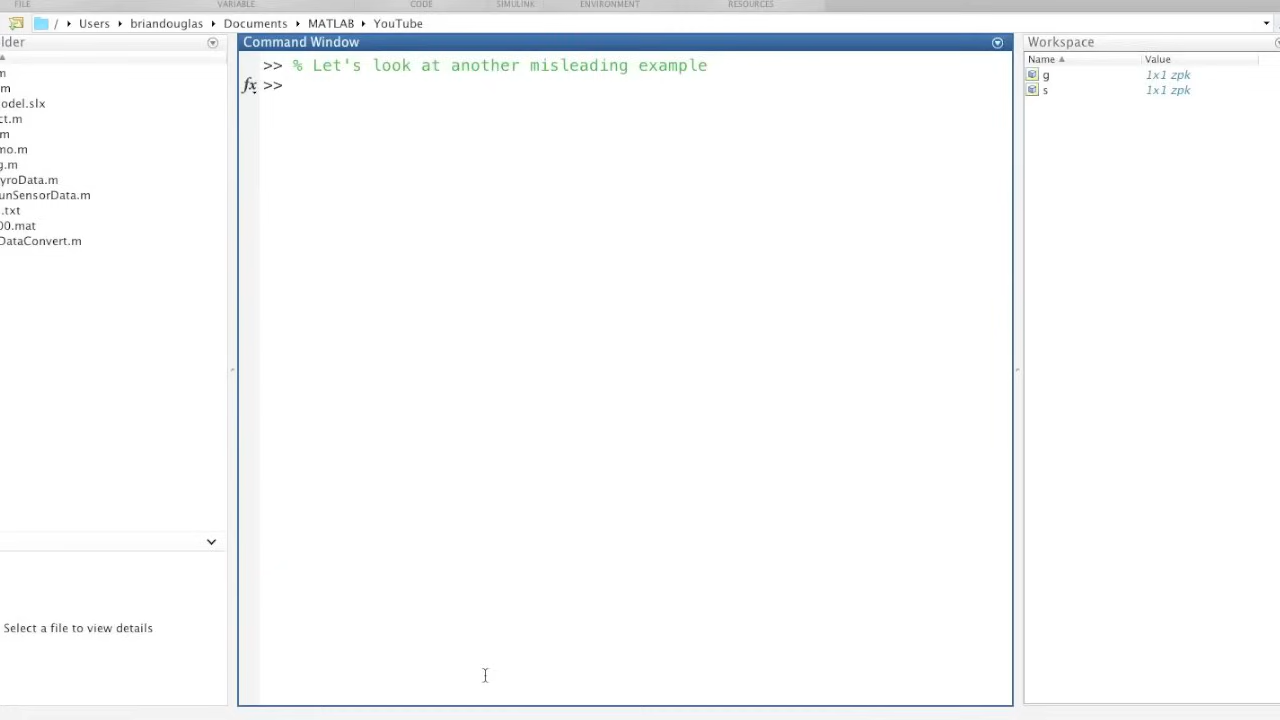 FILE VARIABLE CODE SIMULINK ENVIRONMENT RESOURCES
/ Users briandouglas Documents MATLAB YouTube
lder
m
m
odel.slx
ct.m
m
mo.m
g.m
yroData.m
unSensorData.m
.txt
00.mat
DataConvert.m
Select a file to view details
Command Window
>> % Let's look at another misleading example
fx >>
Workspace
Name Value
g 1x1 zpk
s 1x1 zpk